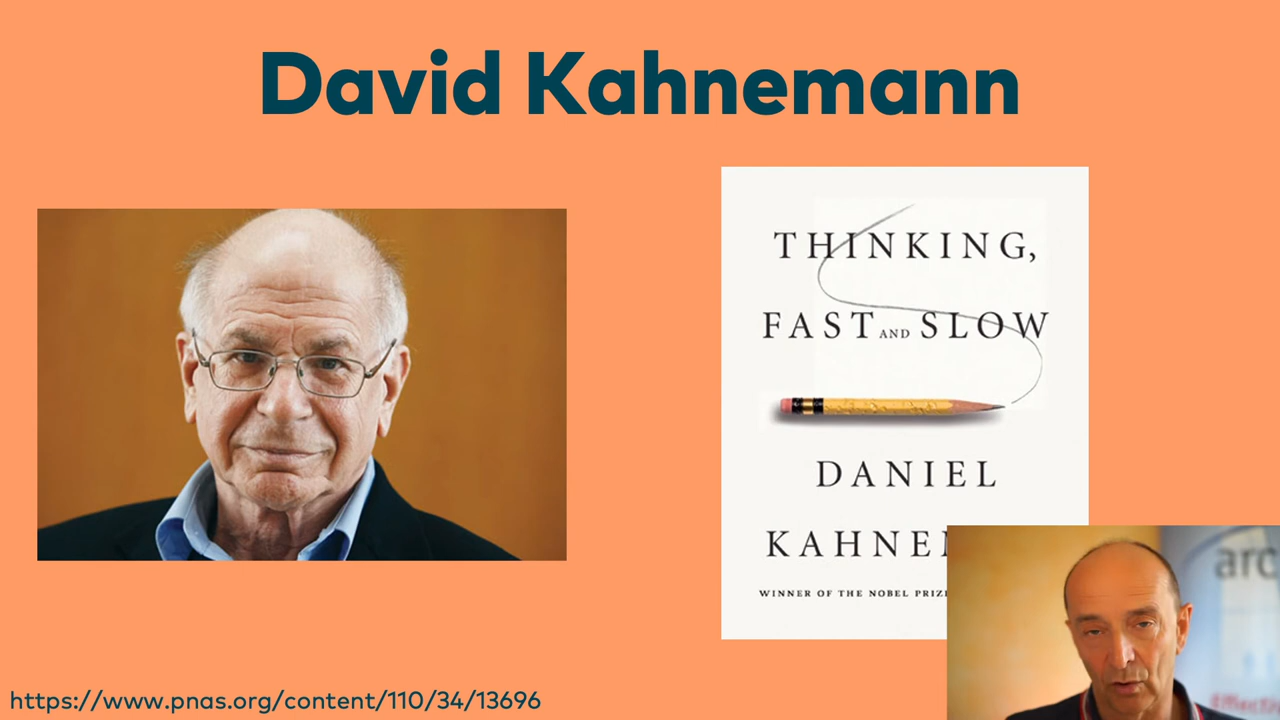 David Kahnemann
THINKING,
FAST AND SLOW
DANIEL
WINNER OF THE NOBEL
arc
https://www.pnas.org/content/110/34/13696